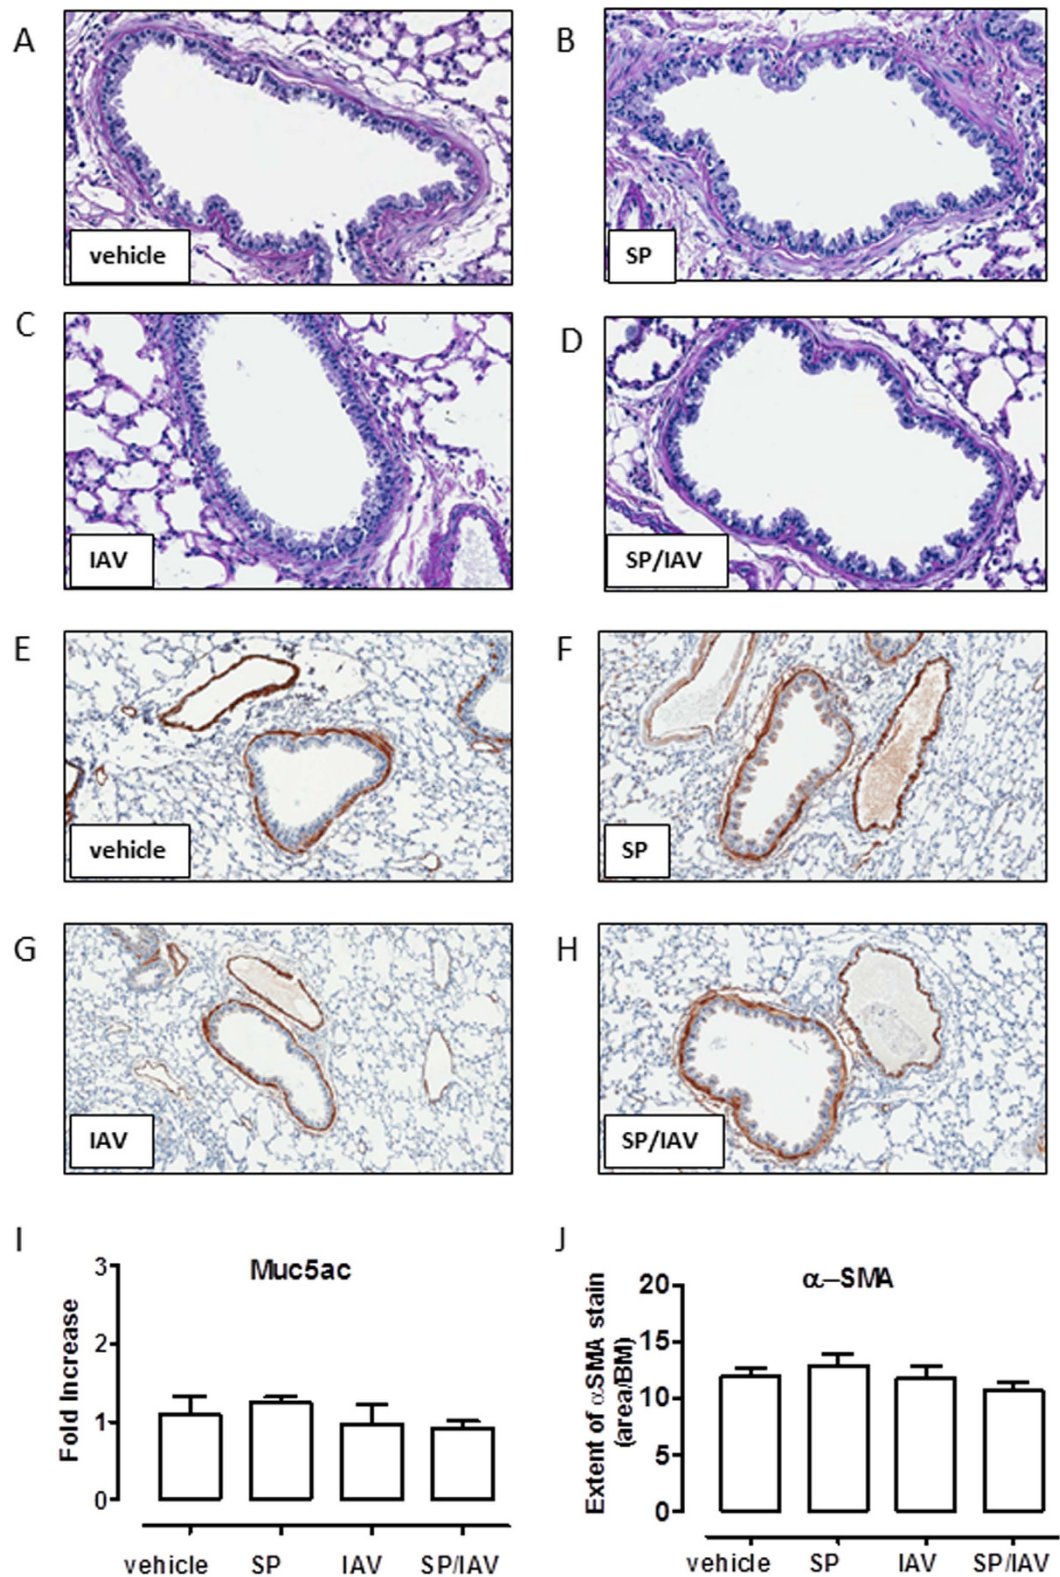 A
B
vehicle
SP
C
D
IAV
SP/IAV
E
F
vehicle
SP
G
H
IAV
SP/IAV
I
J
Muc5ac
α–SMA
Fold Increase
3
2
1
0
vehicle SP IAV SP/IAV
Extent of αSMA stain
(area/BM)
20
15
10
5
0
vehicle SP IAV SP/IAV